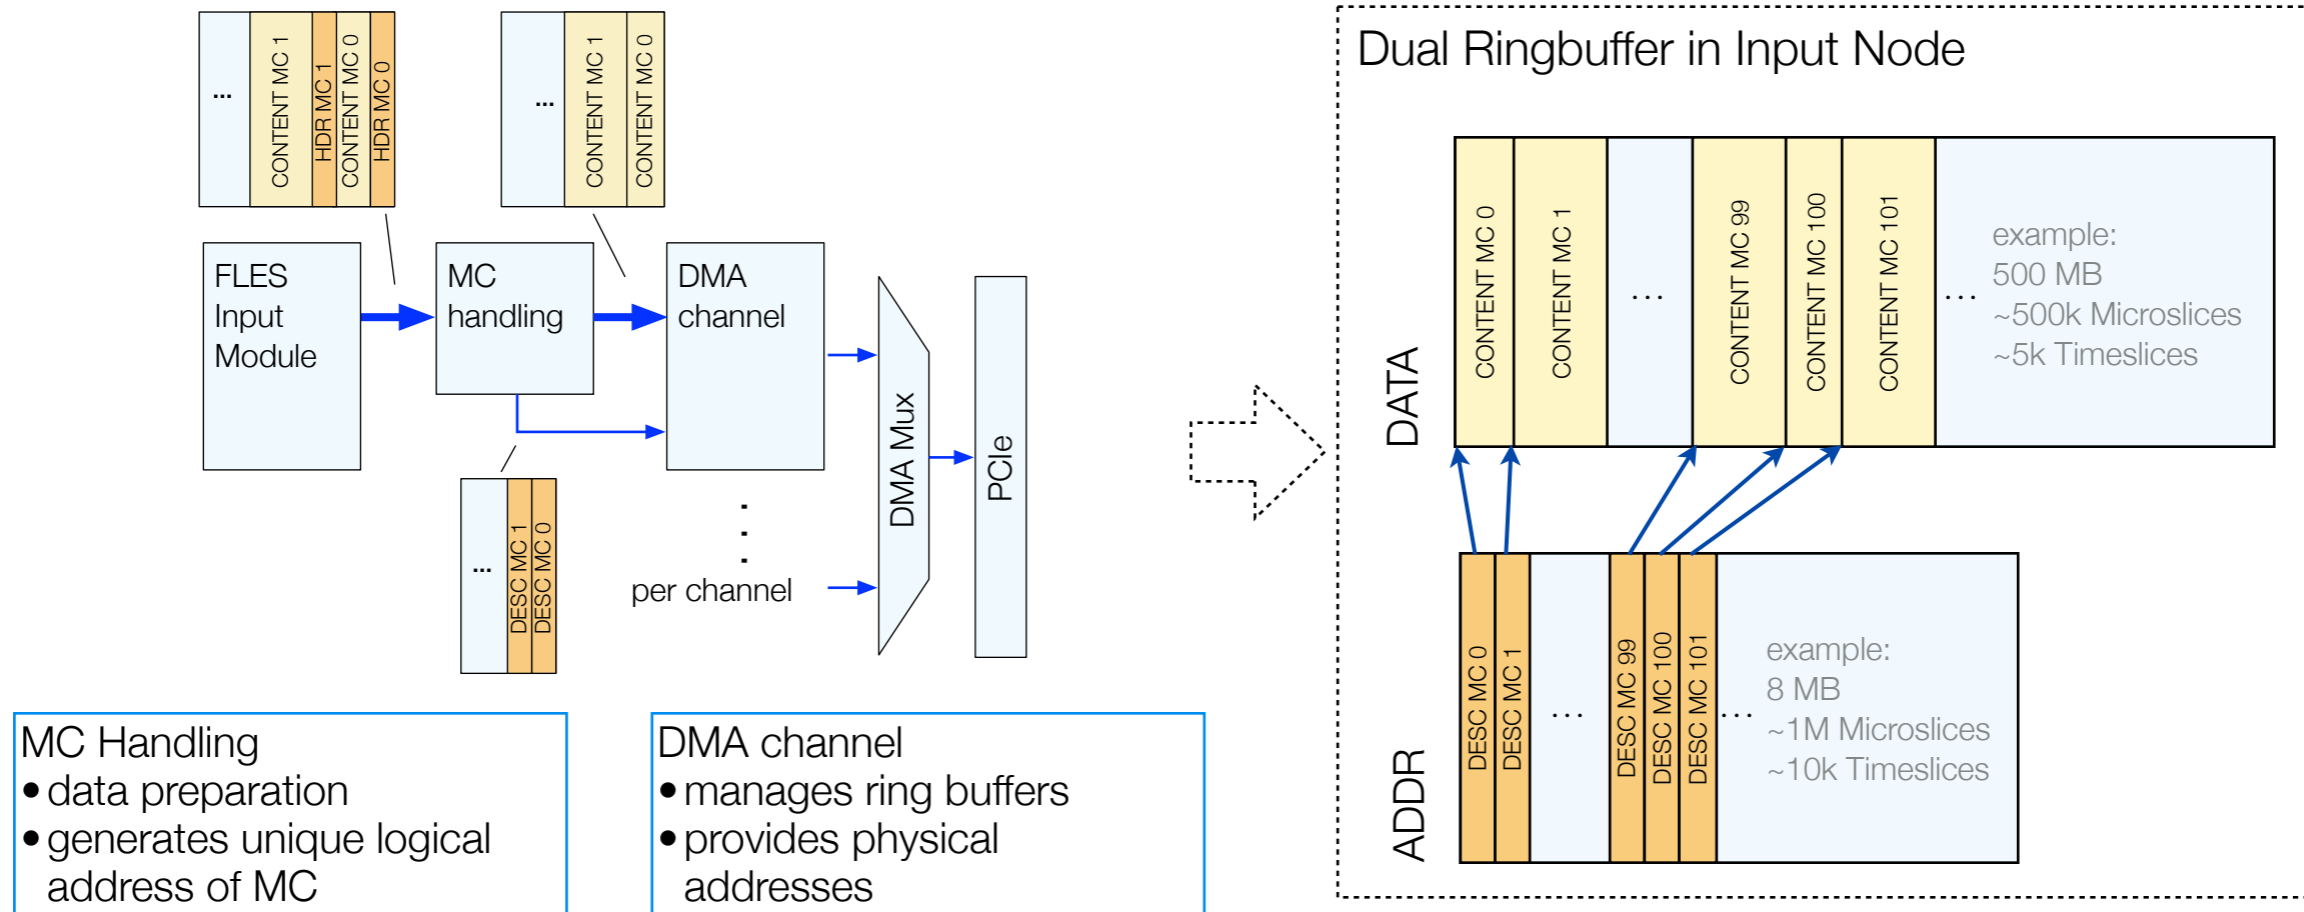 ...
CONTENT MC 1
HDR MC 1
CONTENT MC 0
HDR MC 0
...
CONTENT MC 1
CONTENT MC 0
FLES
Input
Module
MC
handling
DMA
channel
DMA Mux
PCIe
...
DESC MC 1
DESC MC 0
per channel
MC Handling
• data preparation
• generates unique logical
address of MC
DMA channel
• manages ring buffers
• provides physical
addresses
Dual Ringbuffer in Input Node
DATA
CONTENT MC 0
CONTENT MC 1
...
CONTENT MC 99
CONTENT MC 100
CONTENT MC 101
...
example:
500 MB
~500k Microslices
~5k Timeslices
ADDR
DESC MC 0
DESC MC 1
...
DESC MC 99
DESC MC 100
DESC MC 101
...
example:
8 MB
~1M Microslices
~10k Timeslices